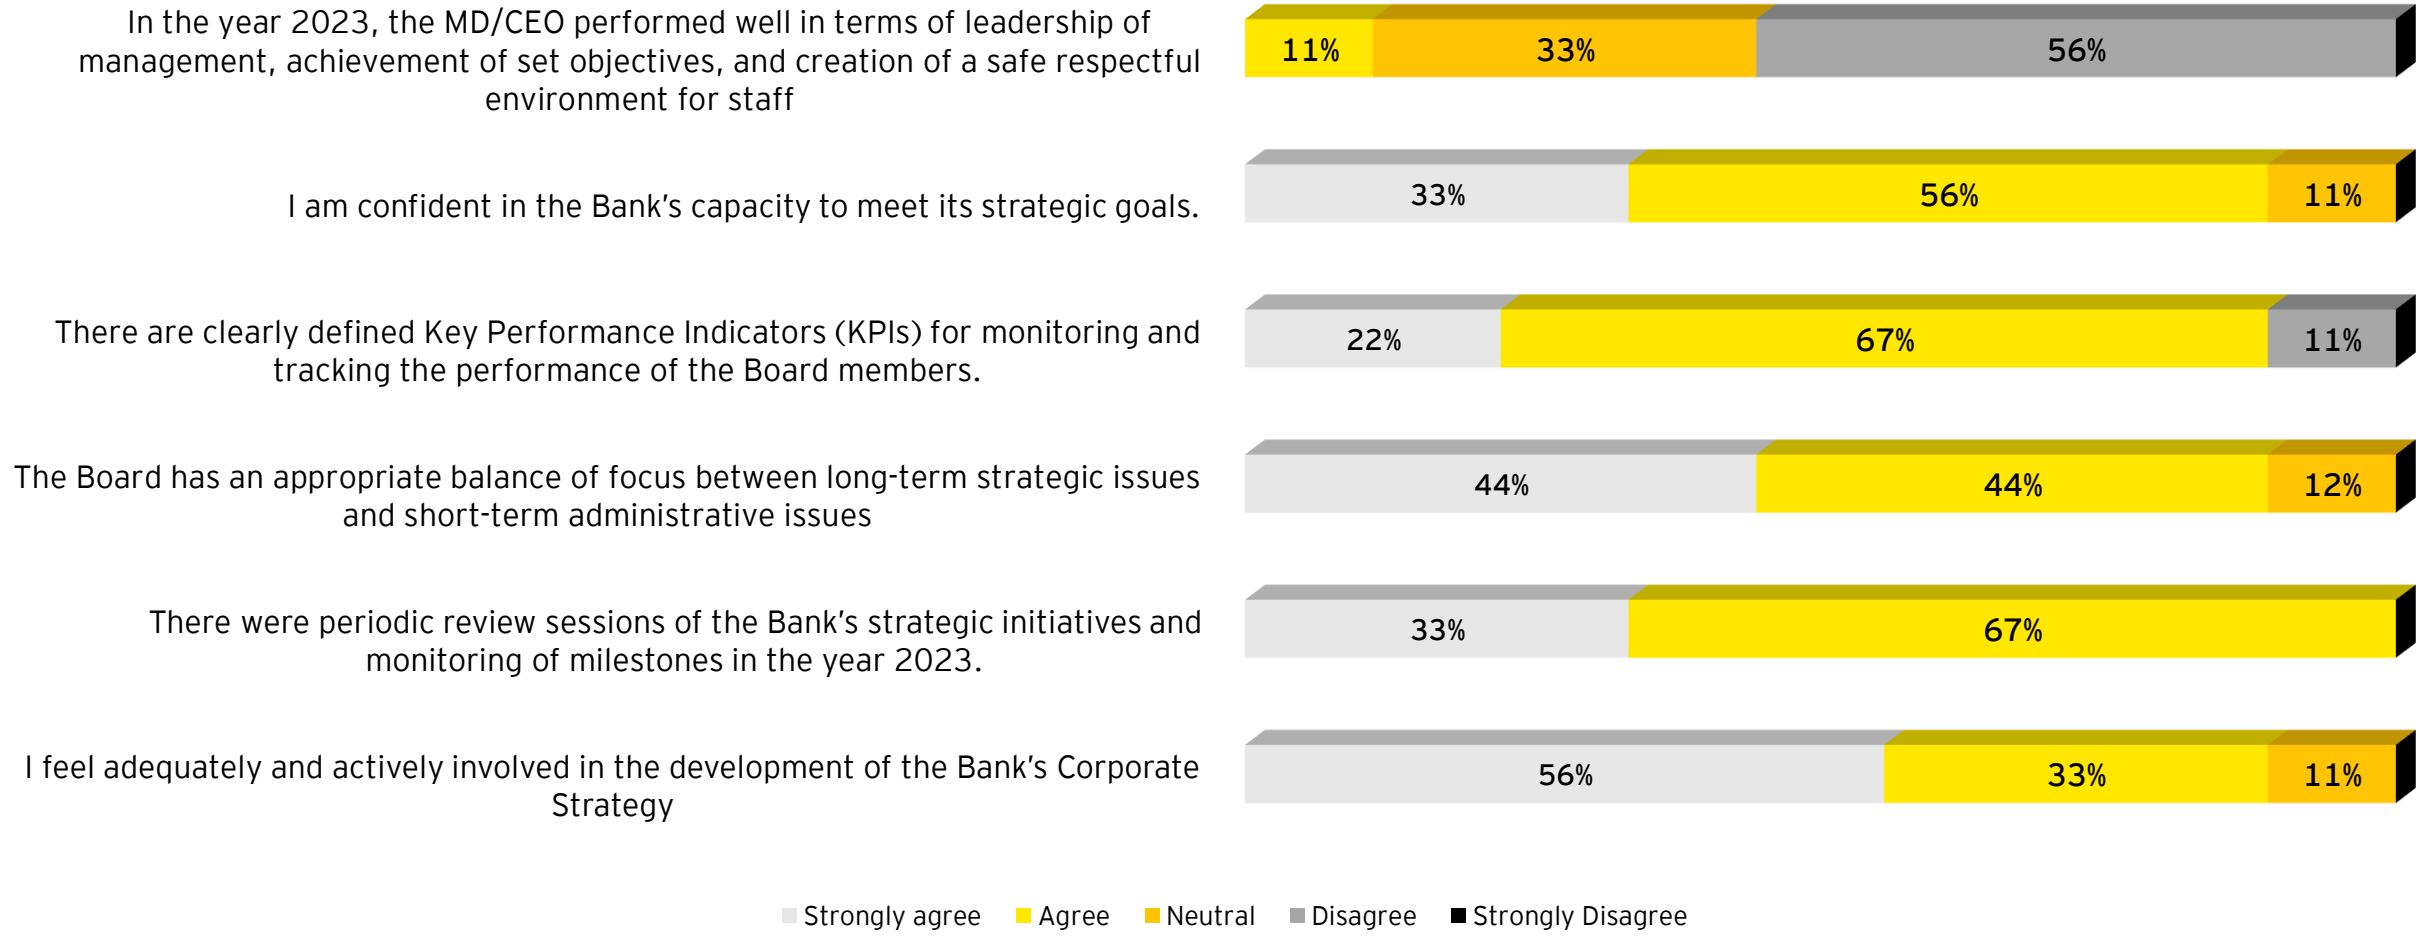 In the year 2023, the MD/CEO performed well in terms of leadership of
management, achievement of set objectives, and creation of a safe respectful
environment for staff
11% 33% 56%
I am confident in the Bank's capacity to meet its strategic goals.
33% 56% 11%
There are clearly defined Key Performance Indicators (KPIs) for monitoring and
tracking the performance of the Board members.
22% 67% 11%
The Board has an appropriate balance of focus between long-term strategic issues
and short-term administrative issues
44% 44% 12%
There were periodic review sessions of the Bank's strategic initiatives and
monitoring of milestones in the year 2023.
33% 67%
I feel adequately and actively involved in the development of the Bank's Corporate
Strategy
56% 33% 11%
Strongly agree Agree Neutral Disagree Strongly Disagree